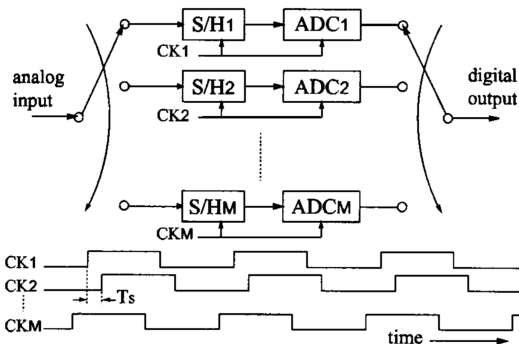 S/H1 ADC1
CK1
analog input
S/H2 ADC2
CK2
digital output
S/HM ADCM
CKM
CK1
CK2
Ts
CKM
time